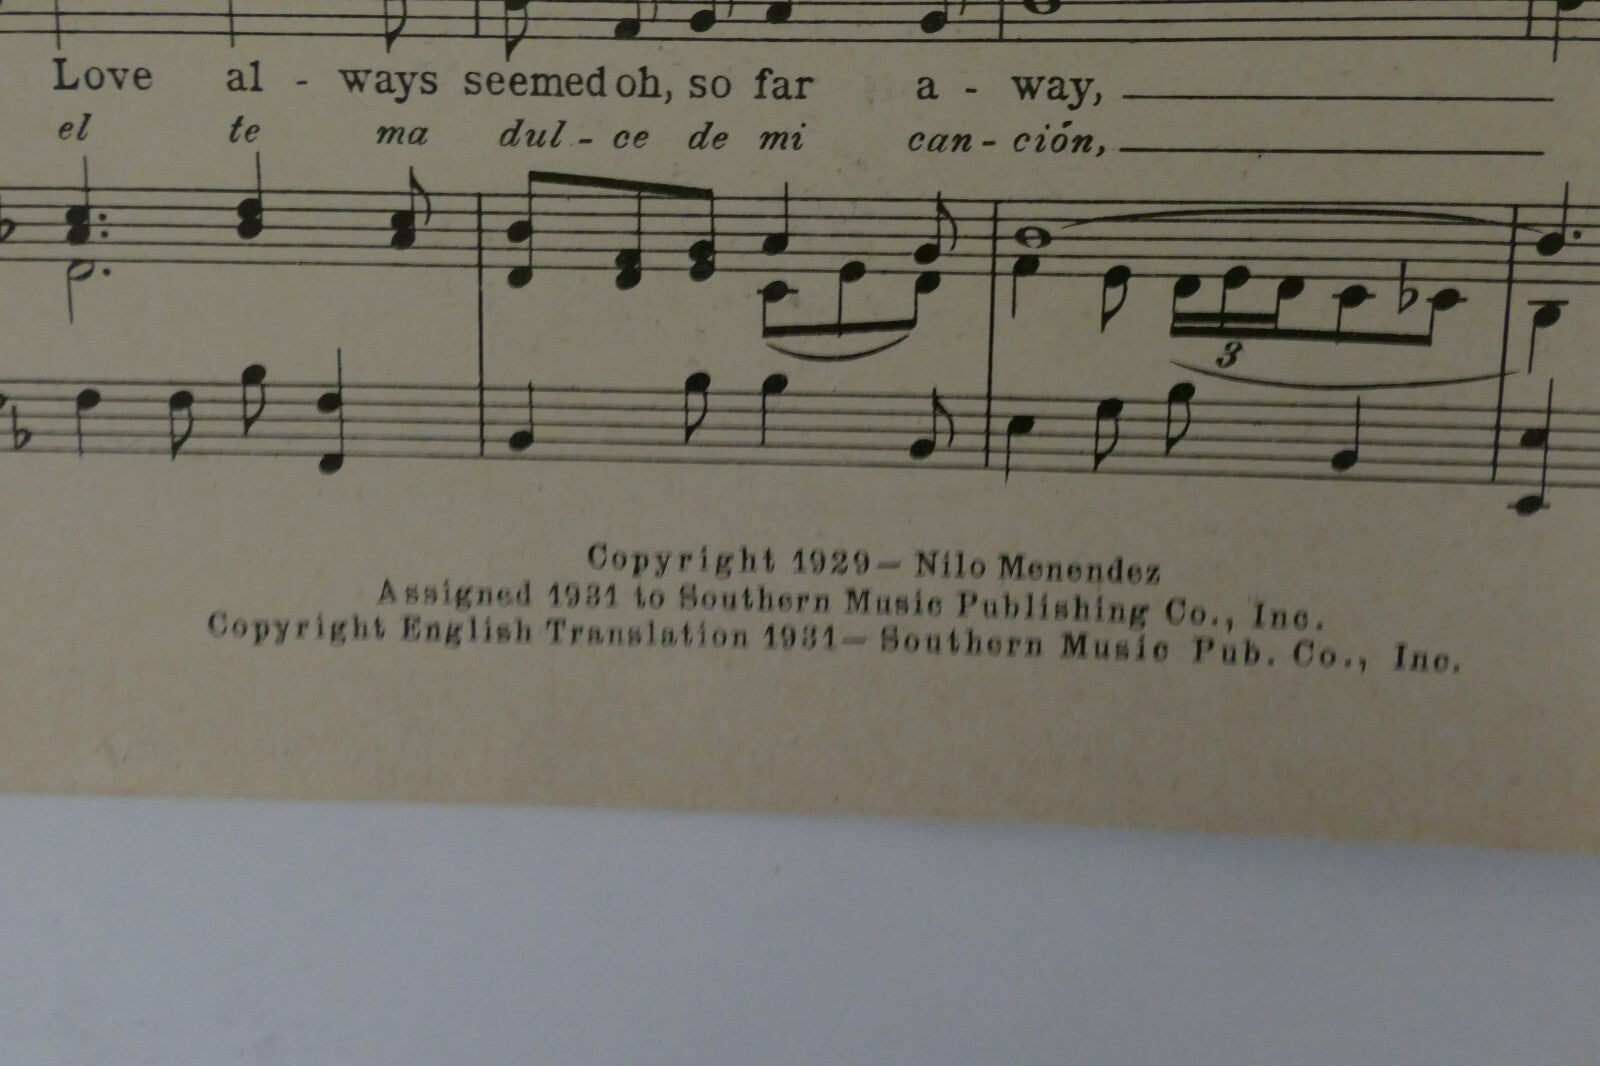 Love al - ways seemed oh, so far a - way,
el te ma dul - ce de mi can - ción,
3
Copyright 1929 — Nilo Menendez
Assigned 1931 to Southern Music Publishing Co., Inc.
Copyright English Translation 1931 — Southern Music Pub. Co., Inc.